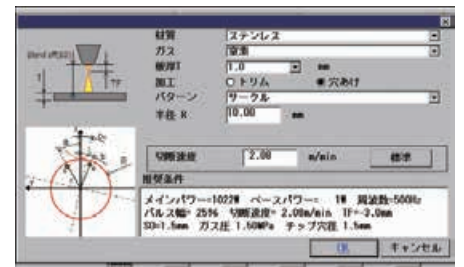 材質 ステンレス
ガス 窒素
板厚T 1.0 mm
加工 トリム 穴あけ
パターン サークル
半径 R 10.00 mm
切断速度 2.00 m/min 標準
推奨条件
メインパワー=1022W ベースパワー= 1W 周波数=500Hz
パルス幅= 25% 切断速度= 2.00m/min IF=-3.0mm
SO=1.5mm ガス圧 1.50MPa チップ穴径 1.5mm
OK キャンセル